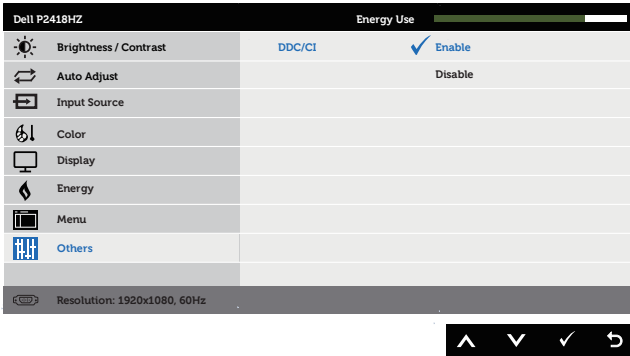 Dell P2418HZ Energy Use
Brightness / Contrast DDC/CI Enable
Auto Adjust Disable
Input Source
Color
Display
Energy
Menu
Others
Resolution: 1920x1080, 60Hz